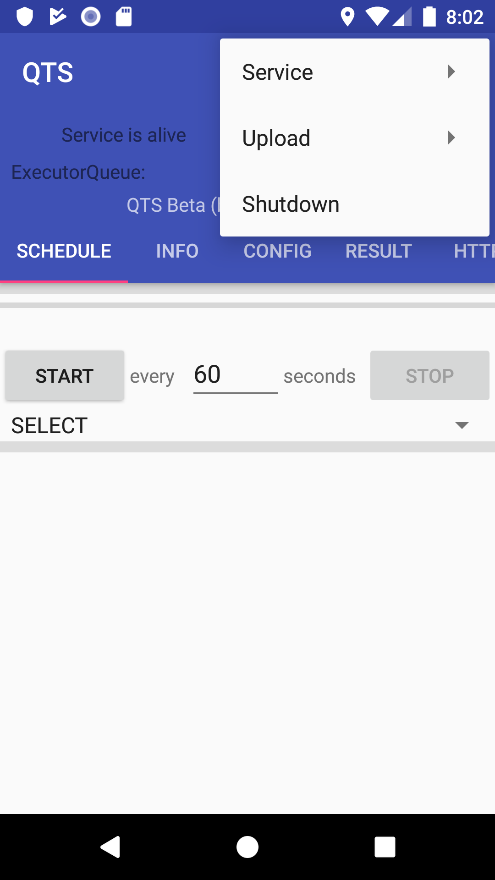 8:02
QTS
Service
Upload
Shutdown
Service is alive
ExecutorQueue:
QTS Beta (
SCHEDULE INFO CONFIG RESULT HTT
START every 60 seconds STOP
SELECT